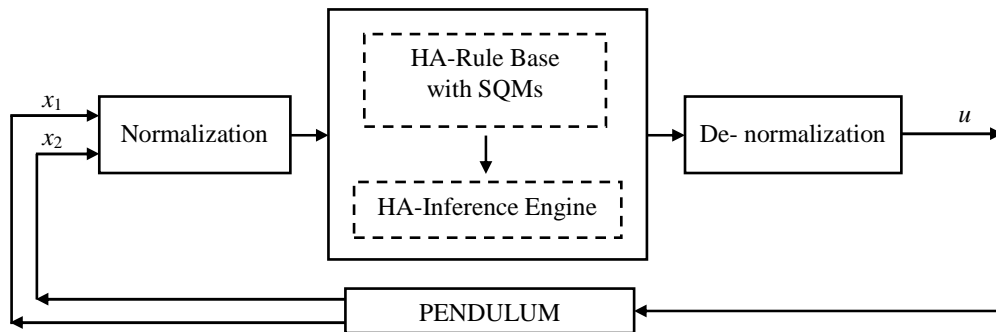 HA-Rule Base
with SQMs
x₁
Normalization
x₂
De- normalization
u
HA-Inference Engine
PENDULUM